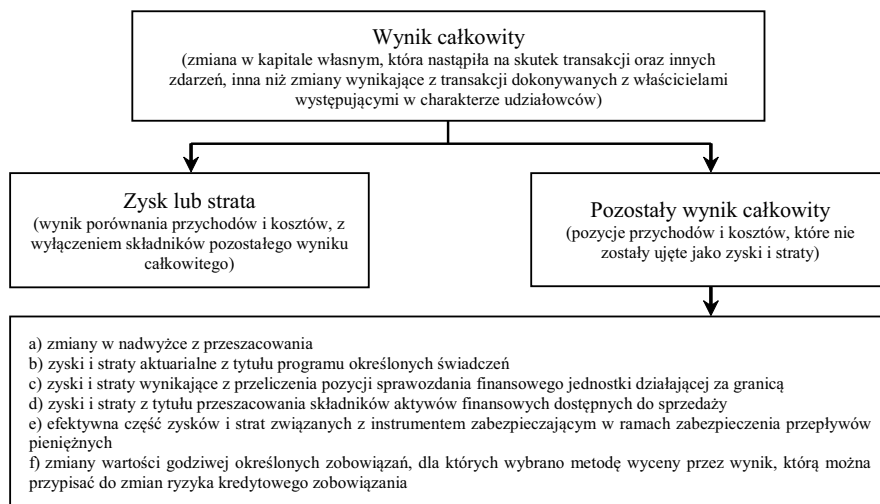 Wynik całkowity
(zmiana w kapitale własnym, która nastąpiła na skutek transakcji oraz innych
zdarzeń, inna niż zmiany wynikające z transakcji dokonywanych z właścicielami
występującymi w charakterze udziałowców)
Zysk lub strata
(wynik porównania przychodów i kosztów, z
wyłączeniem składników pozostałego wyniku
całkowitego)
Pozostały wynik całkowity
(pozycje przychodów i kosztów, które nie
zostały ujęte jako zyski i straty)
a) zmiany w nadwyżce z przeszacowania
b) zyski i straty aktuarialne z tytułu programu określonych świadczeń
c) zyski i straty wynikające z przeliczenia pozycji sprawozdania finansowego jednostki działającej za granicą
d) zyski i straty z tytułu przeszacowania składników aktywów finansowych dostępnych do sprzedaży
e) efektywna część zysków i strat związanych z instrumentem zabezpieczającym w ramach zabezpieczenia przepływów
pieniężnych
f) zmiany wartości godziwej określonych zobowiązań, dla których wybrano metodę wyceny przez wynik, którą można
przypisać do zmian ryzyka kredytowego zobowiązania